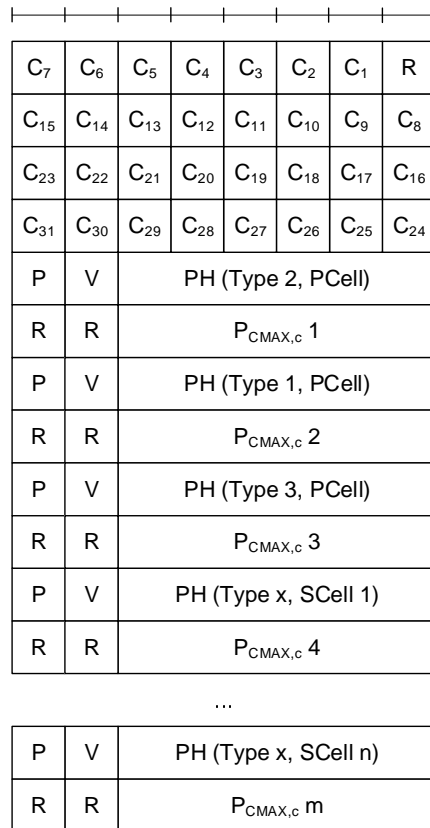 C7 C6 C5 C4 C3 C2 C1 R
C15 C14 C13 C12 C11 C10 C9 C8
C23 C22 C21 C20 C19 C18 C17 C16
C31 C30 C29 C28 C27 C26 C25 C24
P V PH (Type 2, PCell)
R R PCMAX,c 1
P V PH (Type 1, PCell)
R R PCMAX,c 2
P V PH (Type 3, PCell)
R R PCMAX,c 3
P V PH (Type x, SCell 1)
R R PCMAX,c 4
...
P V PH (Type x, SCell n)
R R PCMAX,c m